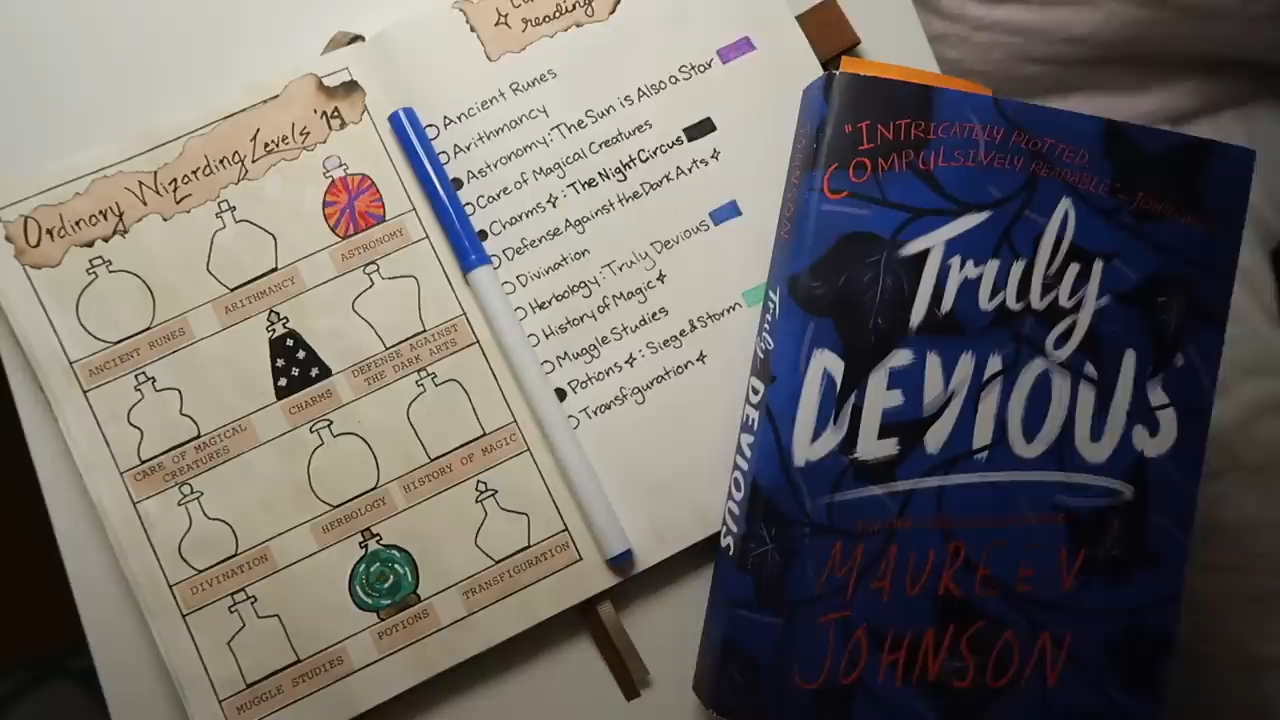 Ordinary Wizarding Levels '19
ANCIENT RUNES
ARITHMANCY
ASTRONOMY
CARE OF MAGICAL
CREATURES
CHARMS
DEFENSE AGAINST
THE DARK ARTS
DIVINATION
HERBOLOGY
HISTORY OF MAGIC
MUGGLE STUDIES
POTIONS
TRANSFIGURATION
reading
Ancient Runes
Arithmancy
Astronomy: The Sun is Also a Star
Care of Magical Creatures
Charms: The Night Circus
Defense Against the Dark Arts
Divination
Herbology: Truly Devious
History of Magic
Muggle Studies
Potions: Siege & Storm
Transfiguration
JOHNSON
Truly DEVIOUS
"INTRICATELY PLOTTED
COMPULSIVELY READABLE"
Truly
DEVIOUS
MAUREEN
JOHNSON